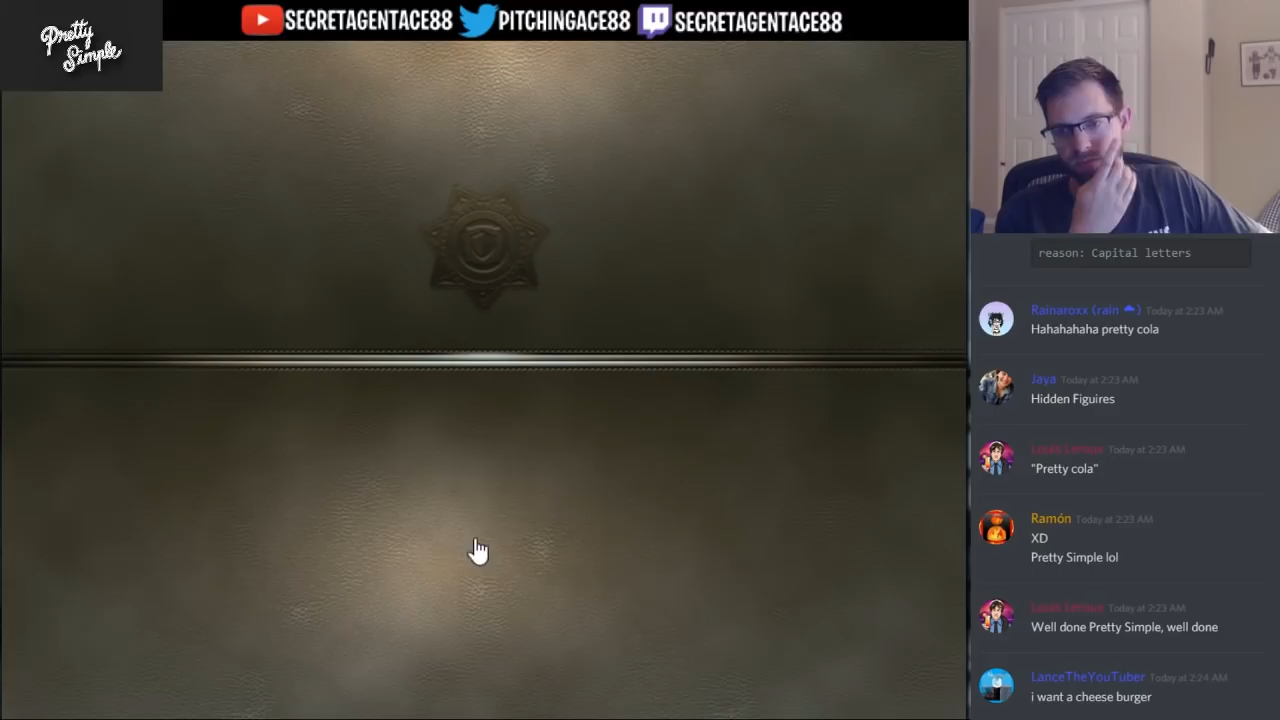 SECRETAGENTACE88 PITCHINGACE88 SECRETAGENTACE88
Pretty
Simple
reason: Capital letters
Rainaroxx (rain ☁) Today at 2:23 AM
Hahahahaha pretty cola
Jaya Today at 2:23 AM
Hidden Figuires
Today at 2:23 AM
"Pretty cola"
Ramón Today at 2:23 AM
XD
Pretty Simple lol
Today at 2:23 AM
Well done Pretty Simple, well done
LanceTheYouTuber Today at 2:24 AM
i want a cheese burger